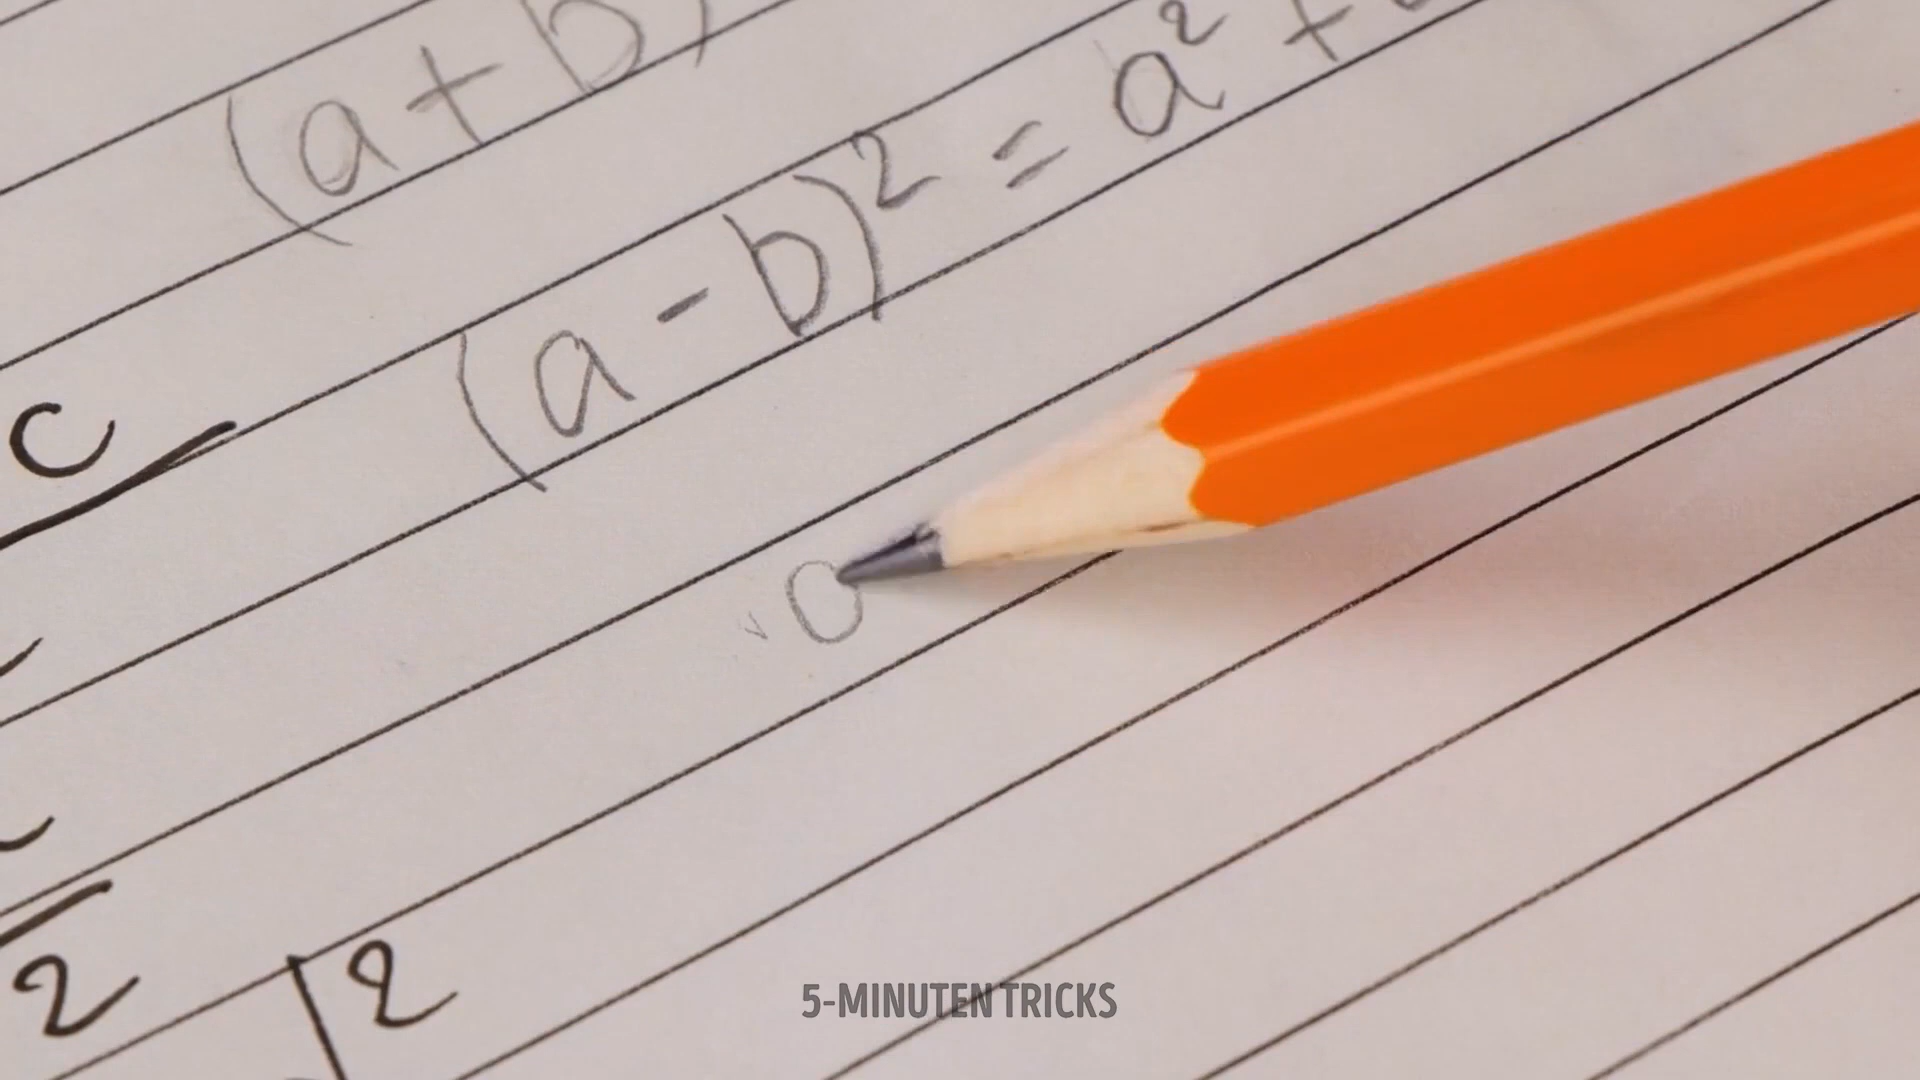 (a + b)
(a - b)² = a² +
c
2
2
5-MINUTEN TRICKS